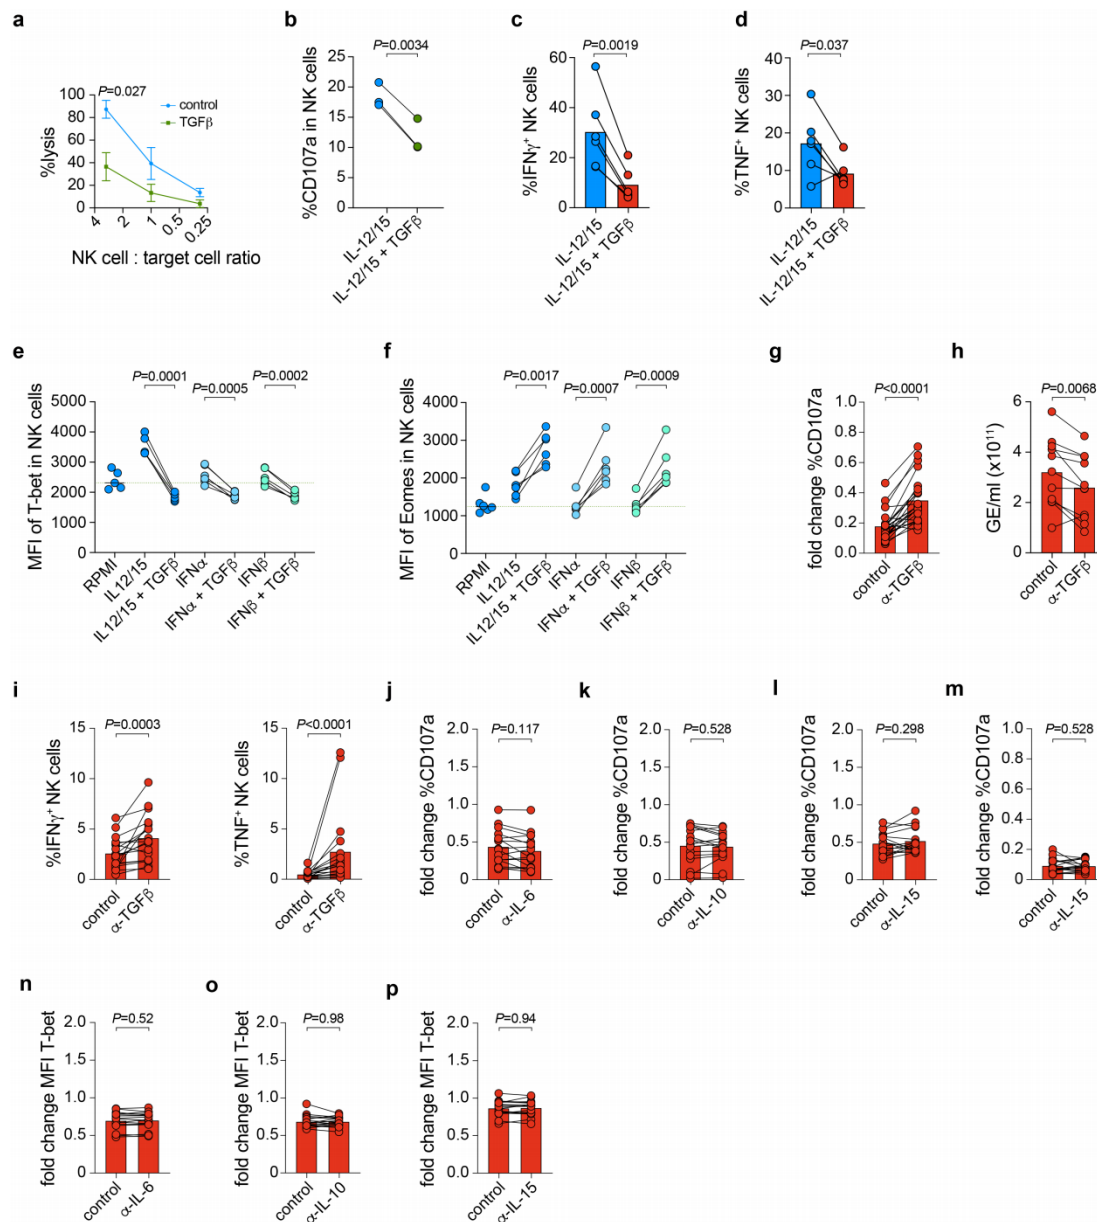 a
P=0.027
control
TGFβ
%lysis
100
80
60
40
20
0
4
2
1
0.5
0.25
NK cell : target cell ratio
b
P=0.0034
%CD107a in NK cells
25
20
15
10
5
0
IL-12/15
IL-12/15 + TGFβ
c
P=0.0019
%IFNγ+ NK cells
60
40
20
0
IL-12/15
IL-12/15 + TGFβ
d
P=0.037
%TNF+ NK cells
40
30
20
10
0
IL-12/15
IL-12/15 + TGFβ
e
P=0.0001
P=0.0005
P=0.0002
MFI of T-bet in NK cells
5000
4000
3000
2000
1000
0
RPMI
IL12/15
IL12/15 + TGFβ
IFNα
IFNα + TGFβ
IFNβ
IFNβ + TGFβ
f
P=0.0017
P=0.0007
P=0.0009
MFI of Eomes in NK cells
4000
3000
2000
1000
0
RPMI
IL12/15
IL12/15 + TGFβ
IFNα
IFNα + TGFβ
IFNβ
IFNβ + TGFβ
g
P<0.0001
fold change %CD107a
1.0
0.8
0.6
0.4
0.2
0.0
control
α-TGFβ
h
P=0.0068
GE/ml (x10¹¹)
6
4
2
0
control
α-TGFβ
i
P=0.0003
%IFNγ+ NK cells
15
10
5
0
control
α-TGFβ
P<0.0001
%TNF+ NK cells
15
10
5
0
control
α-TGFβ
j
P=0.117
fold change %CD107a
2.0
1.5
1.0
0.5
0.0
control
α-IL-6
k
P=0.528
fold change %CD107a
2.0
1.5
1.0
0.5
0
control
α-IL-10
l
P=0.298
fold change %CD107a
2.0
1.5
1.0
0.5
0
control
α-IL-15
m
P=0.528
fold change %CD107a
1.0
0.8
0.6
0.4
0.2
0
control
α-IL-15
n
P=0.52
fold change MFI T-bet
2.0
1.5
1.0
0.5
0.0
control
α-IL-6
o
P=0.98
fold change MFI T-bet
2.0
1.5
1.0
0.5
0
control
α-IL-10
p
P=0.94
fold change MFI T-bet
2.0
1.5
1.0
0.5
0
control
α-IL-15